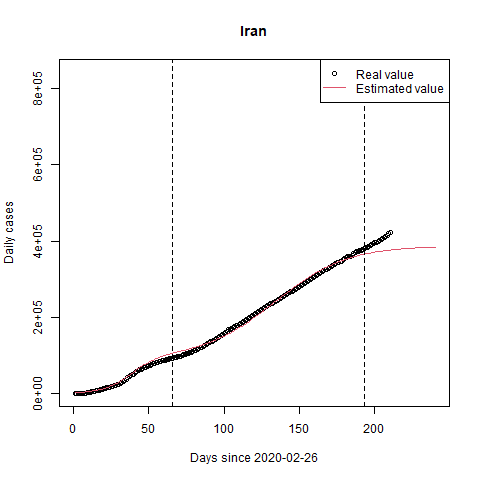 Iran
Real value
Estimated value
Daily cases
8e+05
6e+05
4e+05
2e+05
0e+00
0 50 100 150 200
Days since 2020-02-26